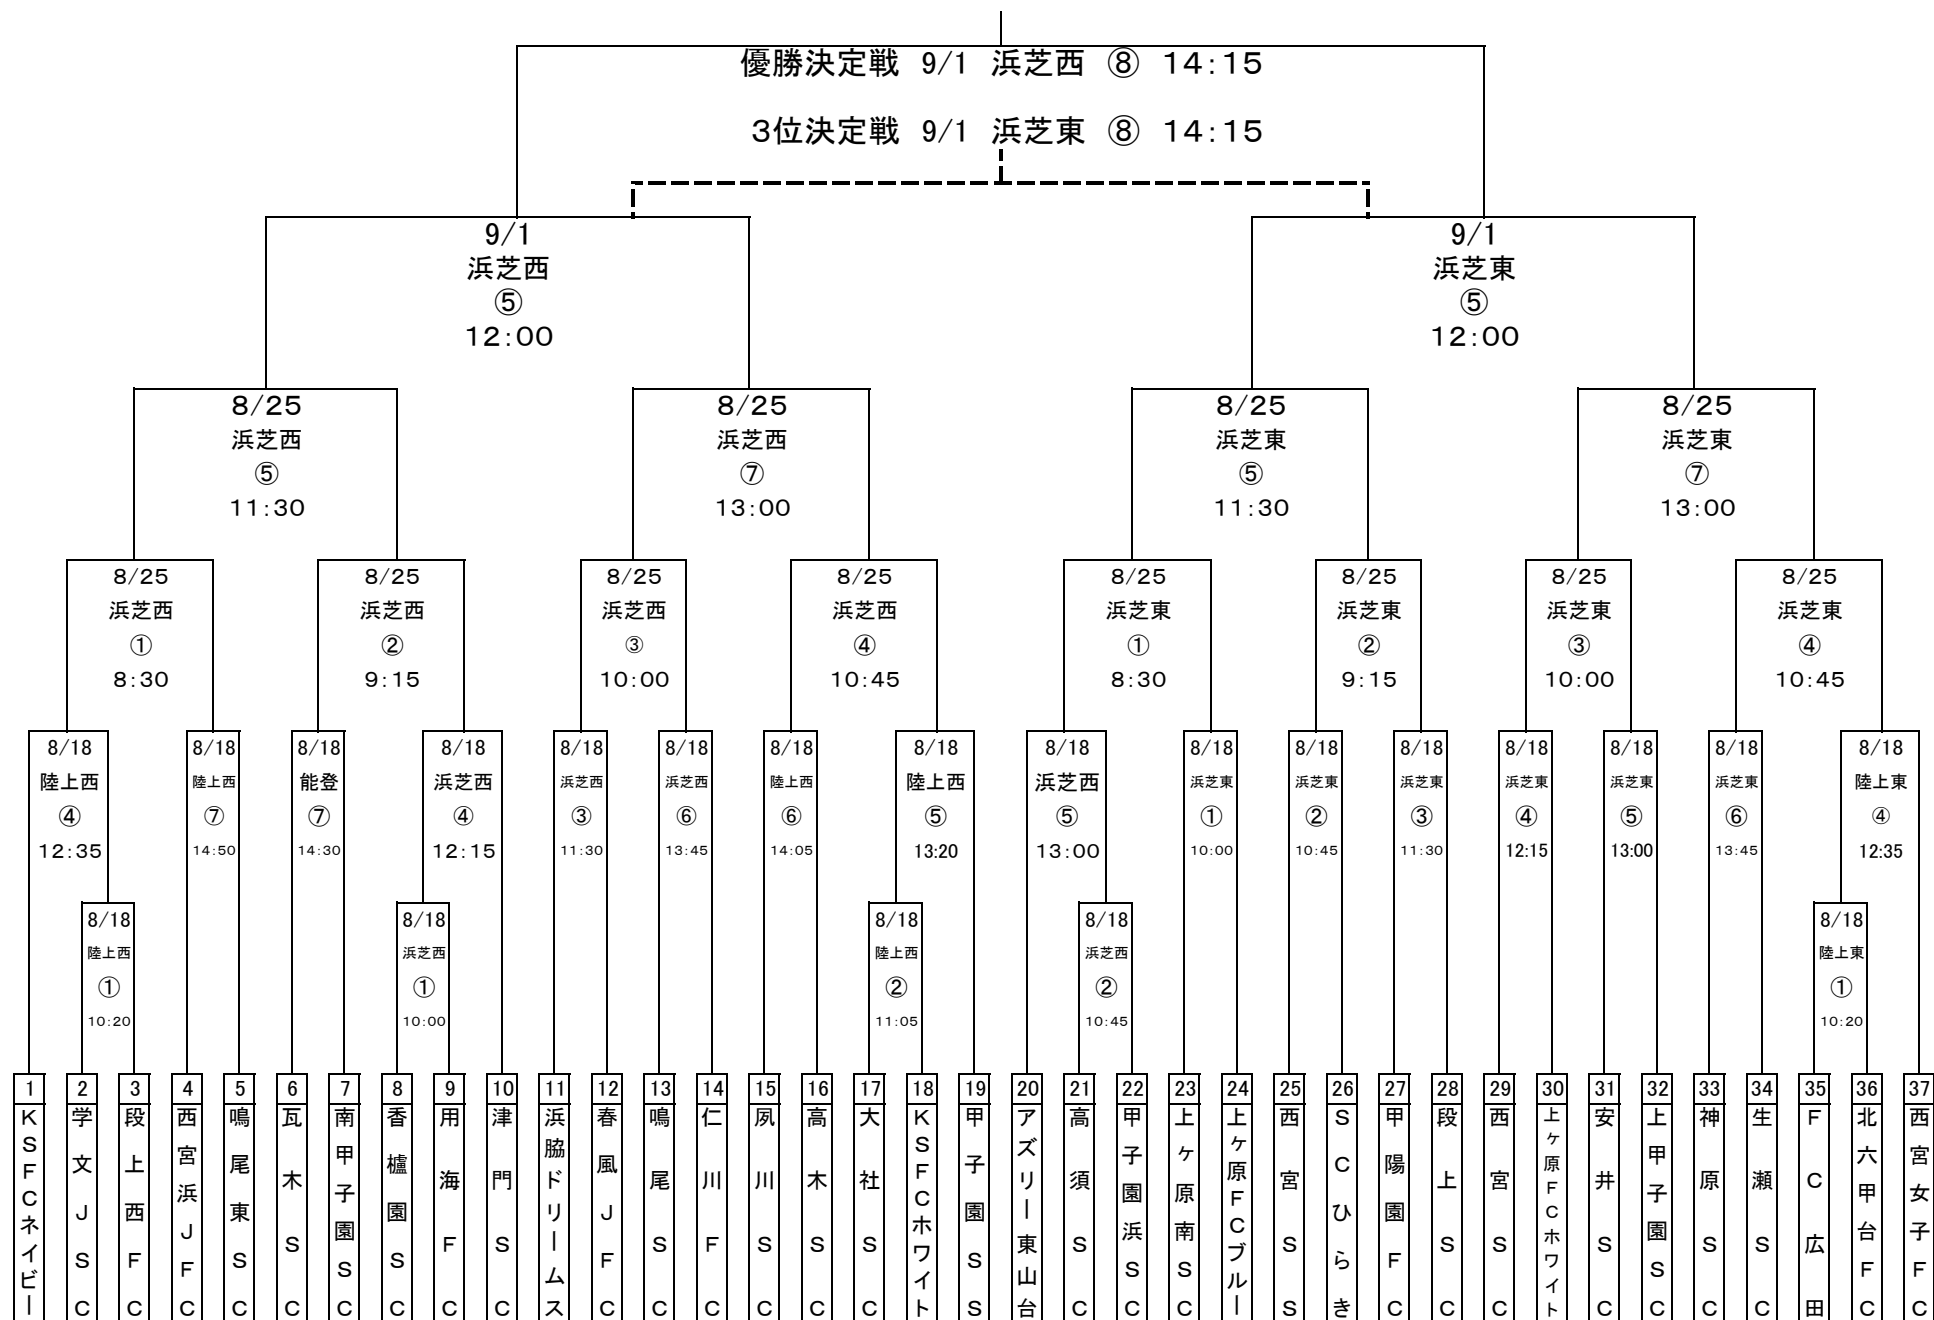 優勝決定戦 9/1 浜芝西 ⑧ 14:15
3位決定戦 9/1 浜芝東 ⑧ 14:15
9/1 9/1
浜芝西 浜芝東
⑤ ⑤
12:00 12:00
8/25 8/25 8/25 8/25
浜芝西 浜芝西 浜芝東 浜芝東
⑤ ⑦ ⑤ ⑦
11:30 13:00 11:30 13:00
8/25 8/25 8/25 8/25 8/25 8/25 8/25 8/25
浜芝西 浜芝西 浜芝西 浜芝西 浜芝東 浜芝東 浜芝東 浜芝東
① ② ③ ④ ① ② ③ ④
8:30 9:15 10:00 10:45 8:30 9:15 10:00 10:45
8/18 8/18 8/18 8/18 8/18 8/18 8/18 8/18 8/18 8/18 8/18 8/18 8/18 8/18 8/18 8/18
陸上西 陸上西 能登 浜芝西 浜芝西 浜芝西 陸上西 陸上西 浜芝西 浜芝東 浜芝東 浜芝東 浜芝東 浜芝東 浜芝東 陸上東
④ ⑦ ⑦ ④ ③ ⑥ ⑥ ⑤ ⑤ ① ② ③ ④ ⑤ ⑥ ④
12:35 14:50 14:30 12:15 11:30 13:45 14:05 13:20 13:00 10:00 10:45 11:30 12:15 13:00 13:45 12:35
8/18 8/18 8/18 8/18 8/18
陸上西 浜芝西 陸上西 浜芝西 陸上東
① ① ② ② ①
10:20 10:00 11:05 10:45 10:20
1 2 3 4 5 6 7 8 9 10 11 12 13 14 15 16 17 18 19 20 21 22 23 24 25 26 27 28 29 30 31 32 33 34 35 36 37
KSFCネイビー
学文JSC
段上西FC
西宮浜JFC
鳴尾東SC
瓦木SC
南甲子園SC
香櫨園SC
用海FC
津門SC
浜脇ドリームス
春風JFC
鳴尾SC
仁川FC
夙川SC
高木SC
大社SC
KSFCホワイト
甲子園SS
アズリー東山台
高須SC
甲子園浜SC
上ヶ原南SC
上ヶ原FCブルー
西宮SS
SCひらき
甲陽園FC
段上SC
西宮SC
上ヶ原FCホワイト
安井SC
上甲子園SC
神原SC
生瀬SC
FC広田
北六甲台FC
西宮女子FC